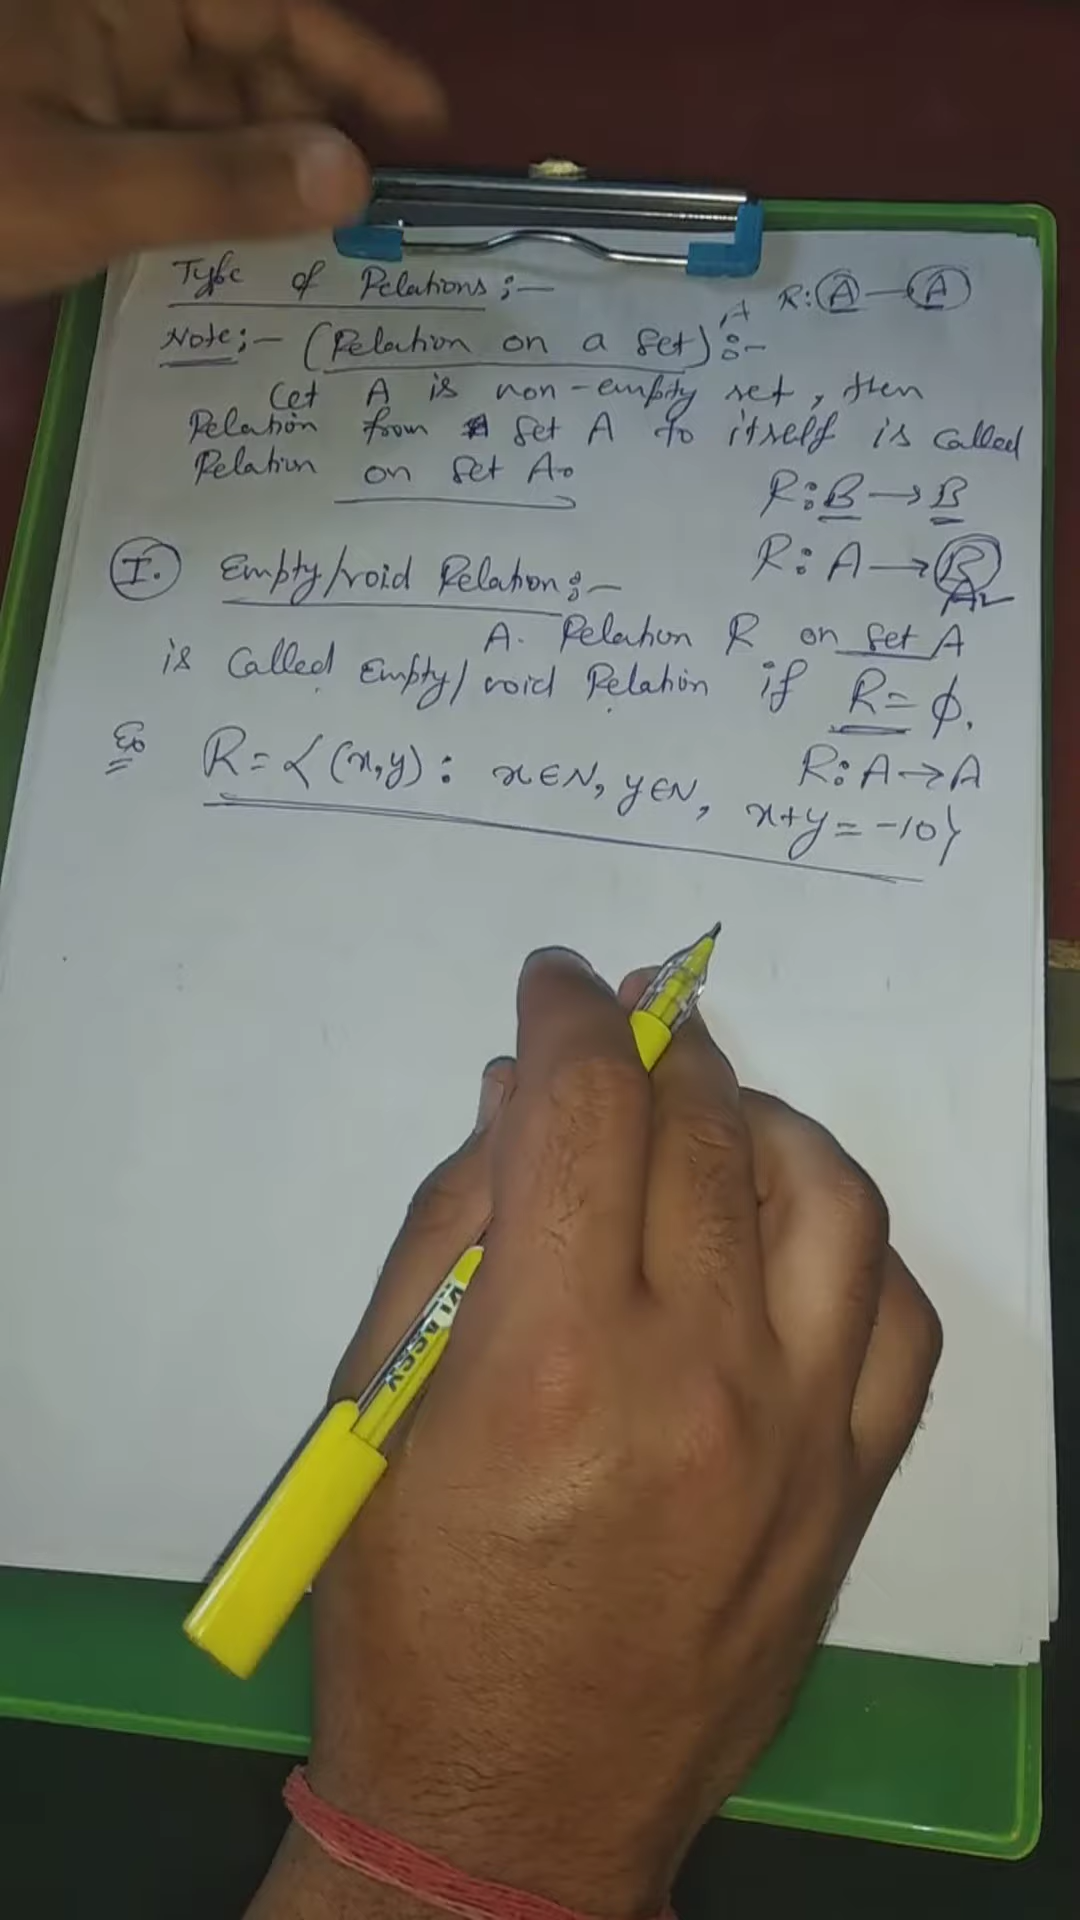 Type of Relations :-
R: A — A
Note :- (Relation on a set) A :-
Let A is non-empty set, then
Relation from set A to itself is called
Relation on set A.
R: B → B
R: A → B
I. Empty/void Relation :-
A. Relation R on set A
is called Empty/void Relation if R = ϕ.
R: A → A
R = { (x,y) : x∈N, y∈N, x+y = -10}
KLASSY